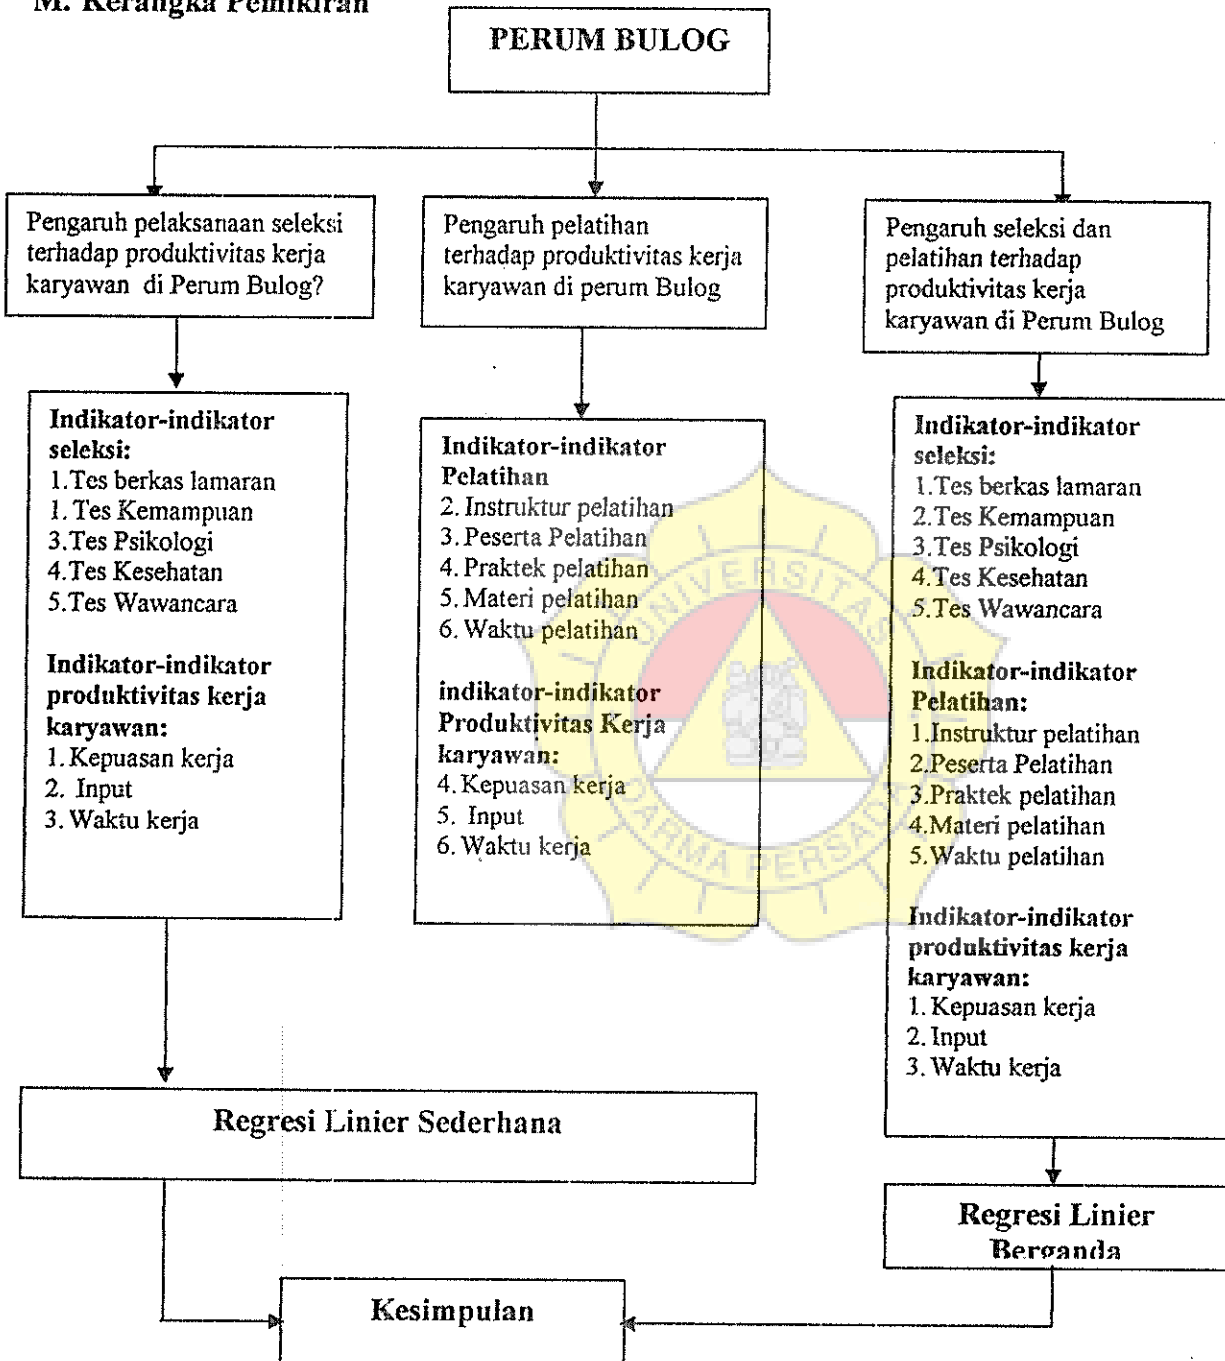 M. Kerangka Pemikiran
PERUM BULOG
Pengaruh pelaksanaan seleksi
terhadap produktivitas kerja
karyawan di Perum Bulog?
Pengaruh pelatihan
terhadap produktivitas kerja
karyawan di perum Bulog
Pengaruh seleksi dan
pelatihan terhadap
produktivitas kerja
karyawan di Perum Bulog
Indikator-indikator
seleksi:
1.Tes berkas lamaran
1. Tes Kemampuan
3.Tes Psikologi
4.Tes Kesehatan
5.Tes Wawancara
Indikator-indikator
produktivitas kerja
karyawan:
1. Kepuasan kerja
2. Input
3. Waktu kerja
Indikator-indikator
Pelatihan
2. Instruktur pelatihan
3. Peserta Pelatihan
4. Praktek pelatihan
5. Materi pelatihan
6. Waktu pelatihan
indikator-indikator
Produktivitas Kerja
karyawan:
4. Kepuasan kerja
5. Input
6. Waktu kerja
Indikator-indikator
seleksi:
1.Tes berkas lamaran
2.Tes Kemampuan
3.Tes Psikologi
4.Tes Kesehatan
5.Tes Wawancara
Indikator-indikator
Pelatihan:
1.Instruktur pelatihan
2.Peserta Pelatihan
3.Praktek pelatihan
4.Materi pelatihan
5.Waktu pelatihan
Indikator-indikator
produktivitas kerja
karyawan:
1. Kepuasan kerja
2. Input
3. Waktu kerja
UNIVERSITAS
DARMA PERSADA
Regresi Linier Sederhana
Regresi Linier
Berganda
Kesimpulan